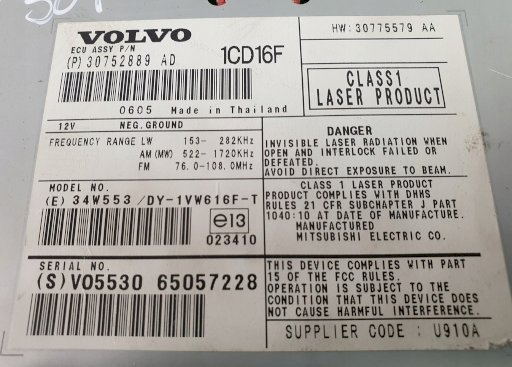 VOLVO
ECU ASSY P/N
(P) 30752889 AD
1CD16F
HW: 30775579 AA
CLASS1
LASER PRODUCT
0605 Made in Thailand
12V NEG. GROUND
FREQUENCY RANGE LW 153- 282KHz
AM (MW) 522- 1720KHz
FM 76.0-108.0MHz
DANGER
INVISIBLE LASER RADIATION WHEN
OPEN AND INTERLOCK FAILED OR
DEFEATED.
AVOID DIRECT EXPOSURE TO BEAM.
MODEL NO.
(E) 34W553 /DY-1VW616F-T
e13
023410
CLASS 1 LASER PRODUCT
PRODUCT COMPLIES WITH DHHS
RULES 21 CFR SUBCHAPTER J PART
1040:10 AT DATE OF MANUFACTURE.
MANUFACTURED
MITSUBISHI ELECTRIC CO.
SERIAL NO.
(S) VO5530 65057228
THIS DEVICE COMPLIES WITH PART
15 OF THE FCC RULES.
OPERATION IS SUBJECT TO THE
CONDITION THAT THIS DEVICE DOES
NOT CAUSE HARMFUL INTERFERENCE.
SUPPLIER CODE : U910A